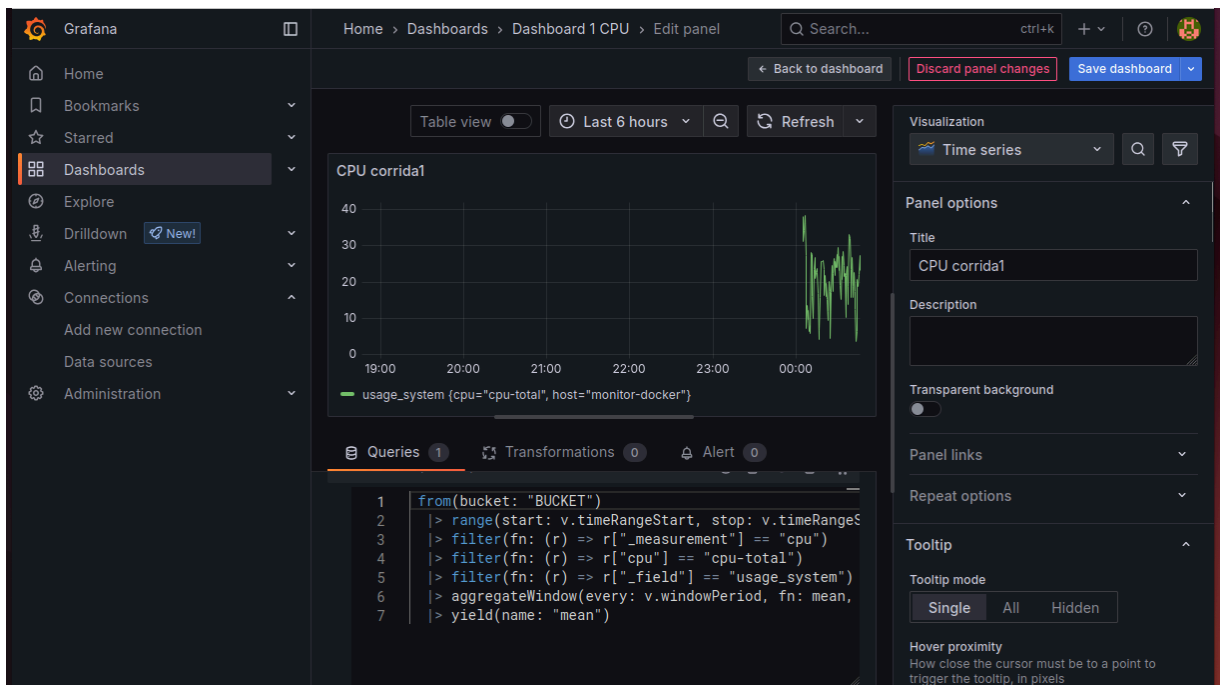 Grafana
Home › Dashboards › Dashboard 1 CPU › Edit panel
Search...
ctrl+k
Back to dashboard
Discard panel changes
Save dashboard
Home
Bookmarks
Starred
Dashboards
Explore
Drilldown
New!
Alerting
Connections
Add new connection
Data sources
Administration
Table view
Last 6 hours
Refresh
CPU corrida1
40
30
20
10
0
19:00 20:00 21:00 22:00 23:00 00:00
usage_system {cpu="cpu-total", host="monitor-docker"}
Queries 1
Transformations 0
Alert 0
1 from(bucket: "BUCKET")
2 |> range(start: v.timeRangeStart, stop: v.timeRangeS
3 |> filter(fn: (r) => r["_measurement"] == "cpu")
4 |> filter(fn: (r) => r["cpu"] == "cpu-total")
5 |> filter(fn: (r) => r["_field"] == "usage_system")
6 |> aggregateWindow(every: v.windowPeriod, fn: mean,
7 |> yield(name: "mean")
Visualization
Time series
Panel options
Title
CPU corrida1
Description
Transparent background
Panel links
Repeat options
Tooltip
Tooltip mode
Single All Hidden
Hover proximity
How close the cursor must be to a point to
trigger the tooltip, in pixels